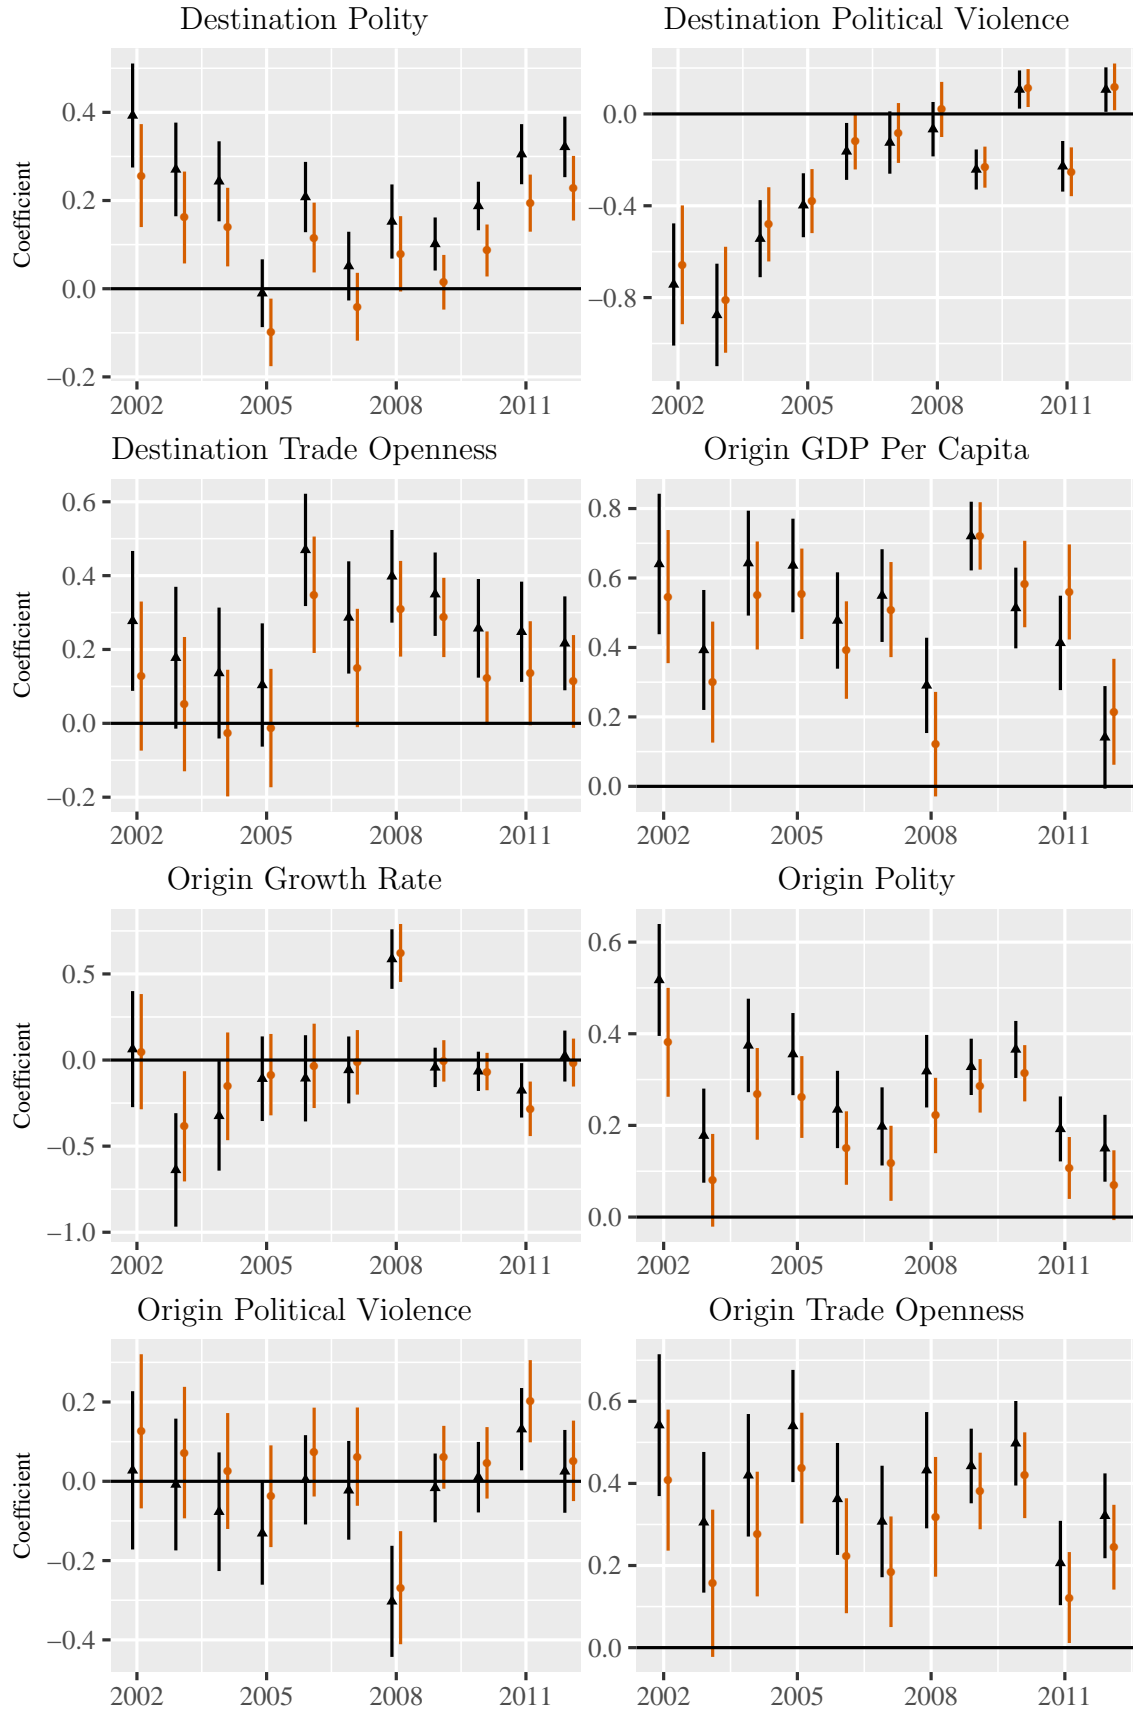 Destination Polity
Destination Political Violence
Coefficient
0.4
0.2
0.0
−0.2
2002 2005 2008 2011
0.0
−0.4
−0.8
2002 2005 2008 2011
Destination Trade Openness
Origin GDP Per Capita
Coefficient
0.6
0.4
0.2
0.0
−0.2
2002 2005 2008 2011
0.8
0.6
0.4
0.2
0.0
2002 2005 2008 2011
Origin Growth Rate
Origin Polity
Coefficient
0.5
0.0
−0.5
−1.0
2002 2005 2008 2011
0.6
0.4
0.2
0.0
2002 2005 2008 2011
Origin Political Violence
Origin Trade Openness
Coefficient
0.2
0.0
−0.2
−0.4
2002 2005 2008 2011
0.6
0.4
0.2
0.0
2002 2005 2008 2011